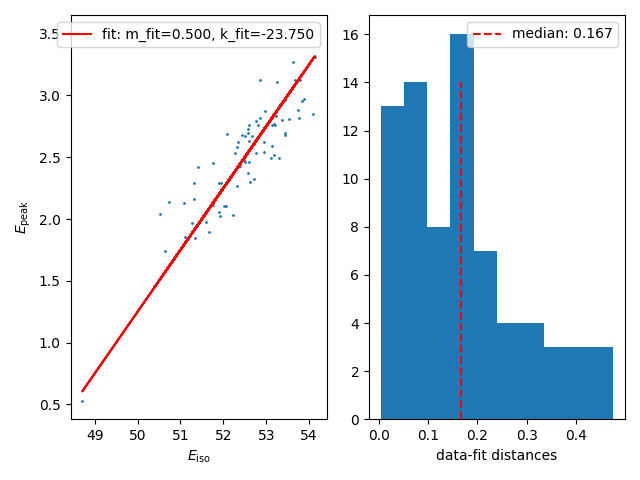 fit: m_fit=0.500, k_fit=-23.750
3.5
3.0
2.5
2.0
1.5
1.0
0.5
E_peak
49 50 51 52 53 54
E_iso
median: 0.167
16
14
12
10
8
6
4
2
0
0.0 0.1 0.2 0.3 0.4
data-fit distances